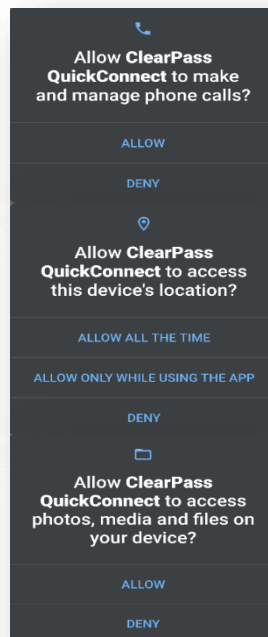 Allow ClearPass
QuickConnect to make
and manage phone calls?
ALLOW
DENY
Allow ClearPass
QuickConnect to access
this device's location?
ALLOW ALL THE TIME
ALLOW ONLY WHILE USING THE APP
DENY
Allow ClearPass
QuickConnect to access
photos, media and files on
your device?
ALLOW
DENY